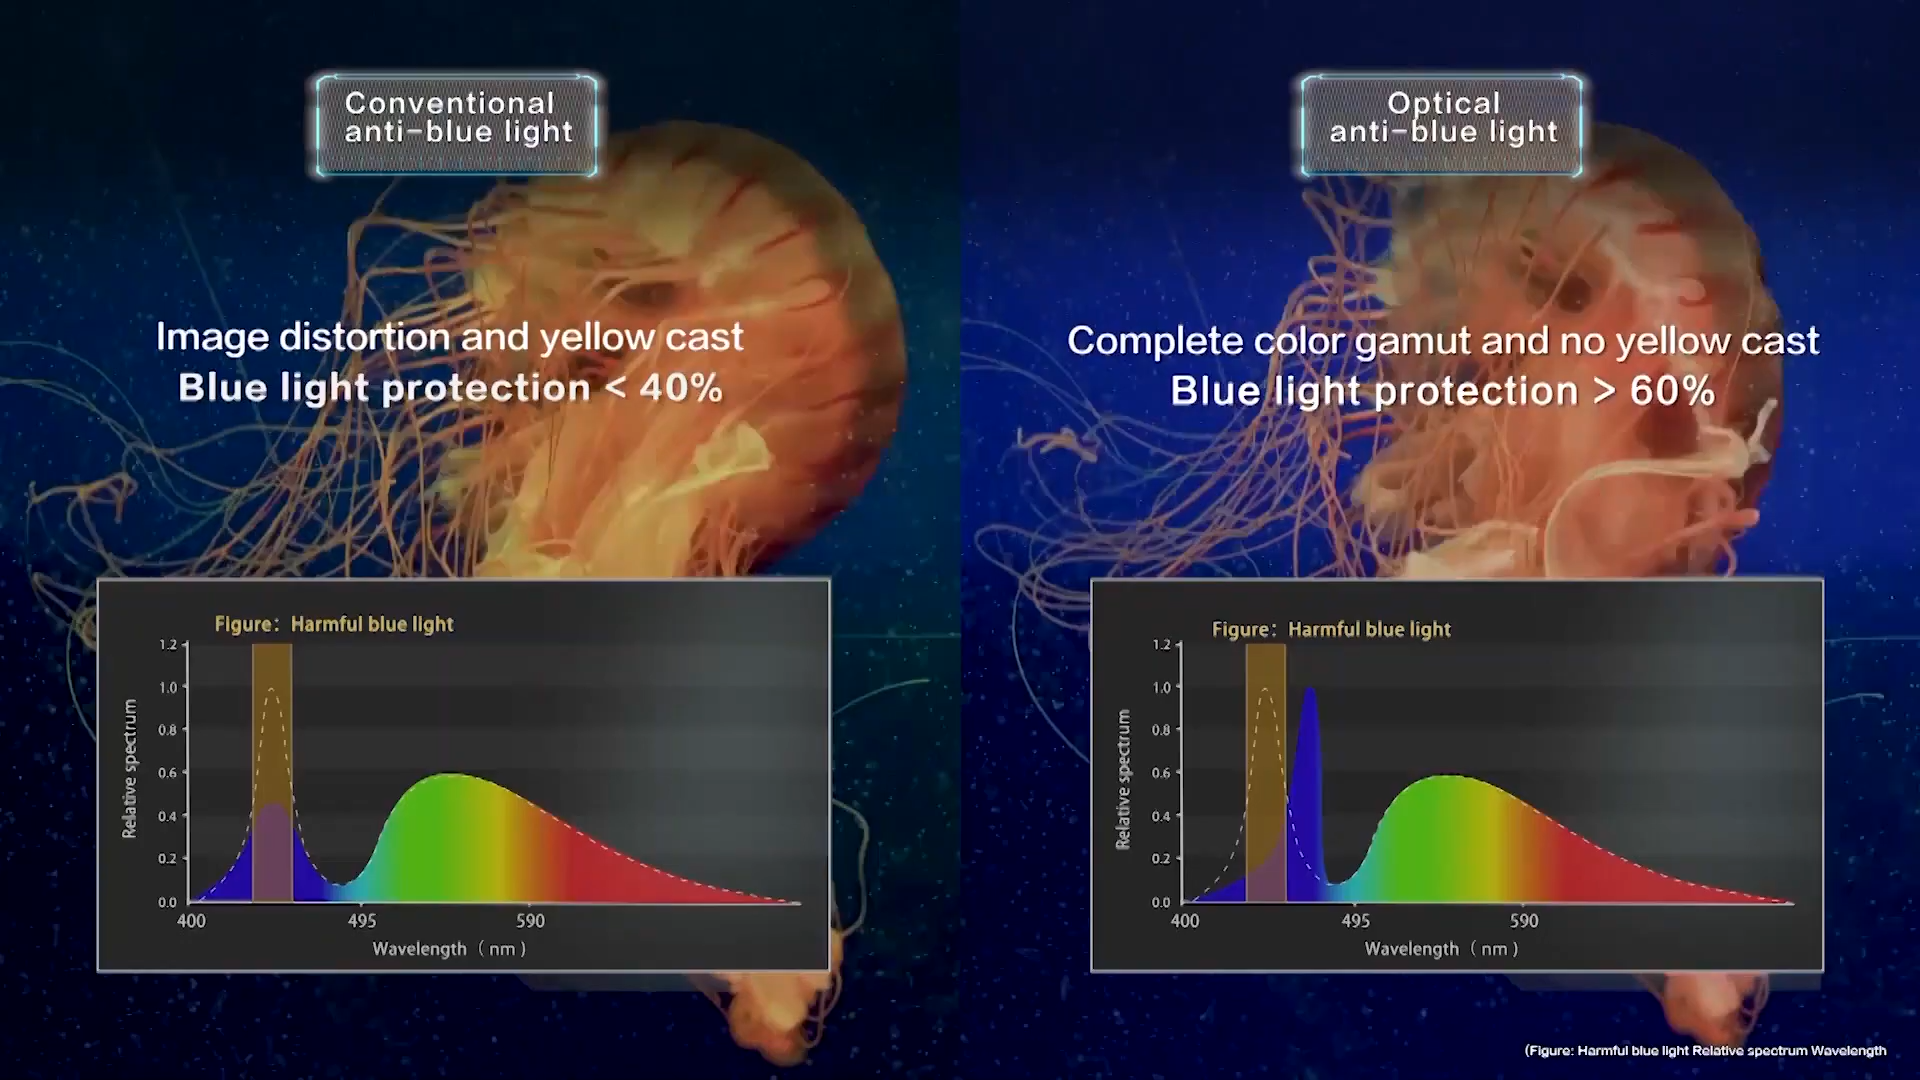 Conventional
anti-blue light
Image distortion and yellow cast
Blue light protection < 40%
Figure: Harmful blue light
Relative spectrum
1.2
1.0
0.8
0.6
0.4
0.2
0.0
400
495
590
Wavelength ( nm )
Optical
anti-blue light
Complete color gamut and no yellow cast
Blue light protection > 60%
Figure: Harmful blue light
Relative spectrum
1.2
1.0
0.8
0.6
0.4
0.2
0.0
400
495
590
Wavelength ( nm )
(Figure: Harmful blue light Relative spectrum Wavelength